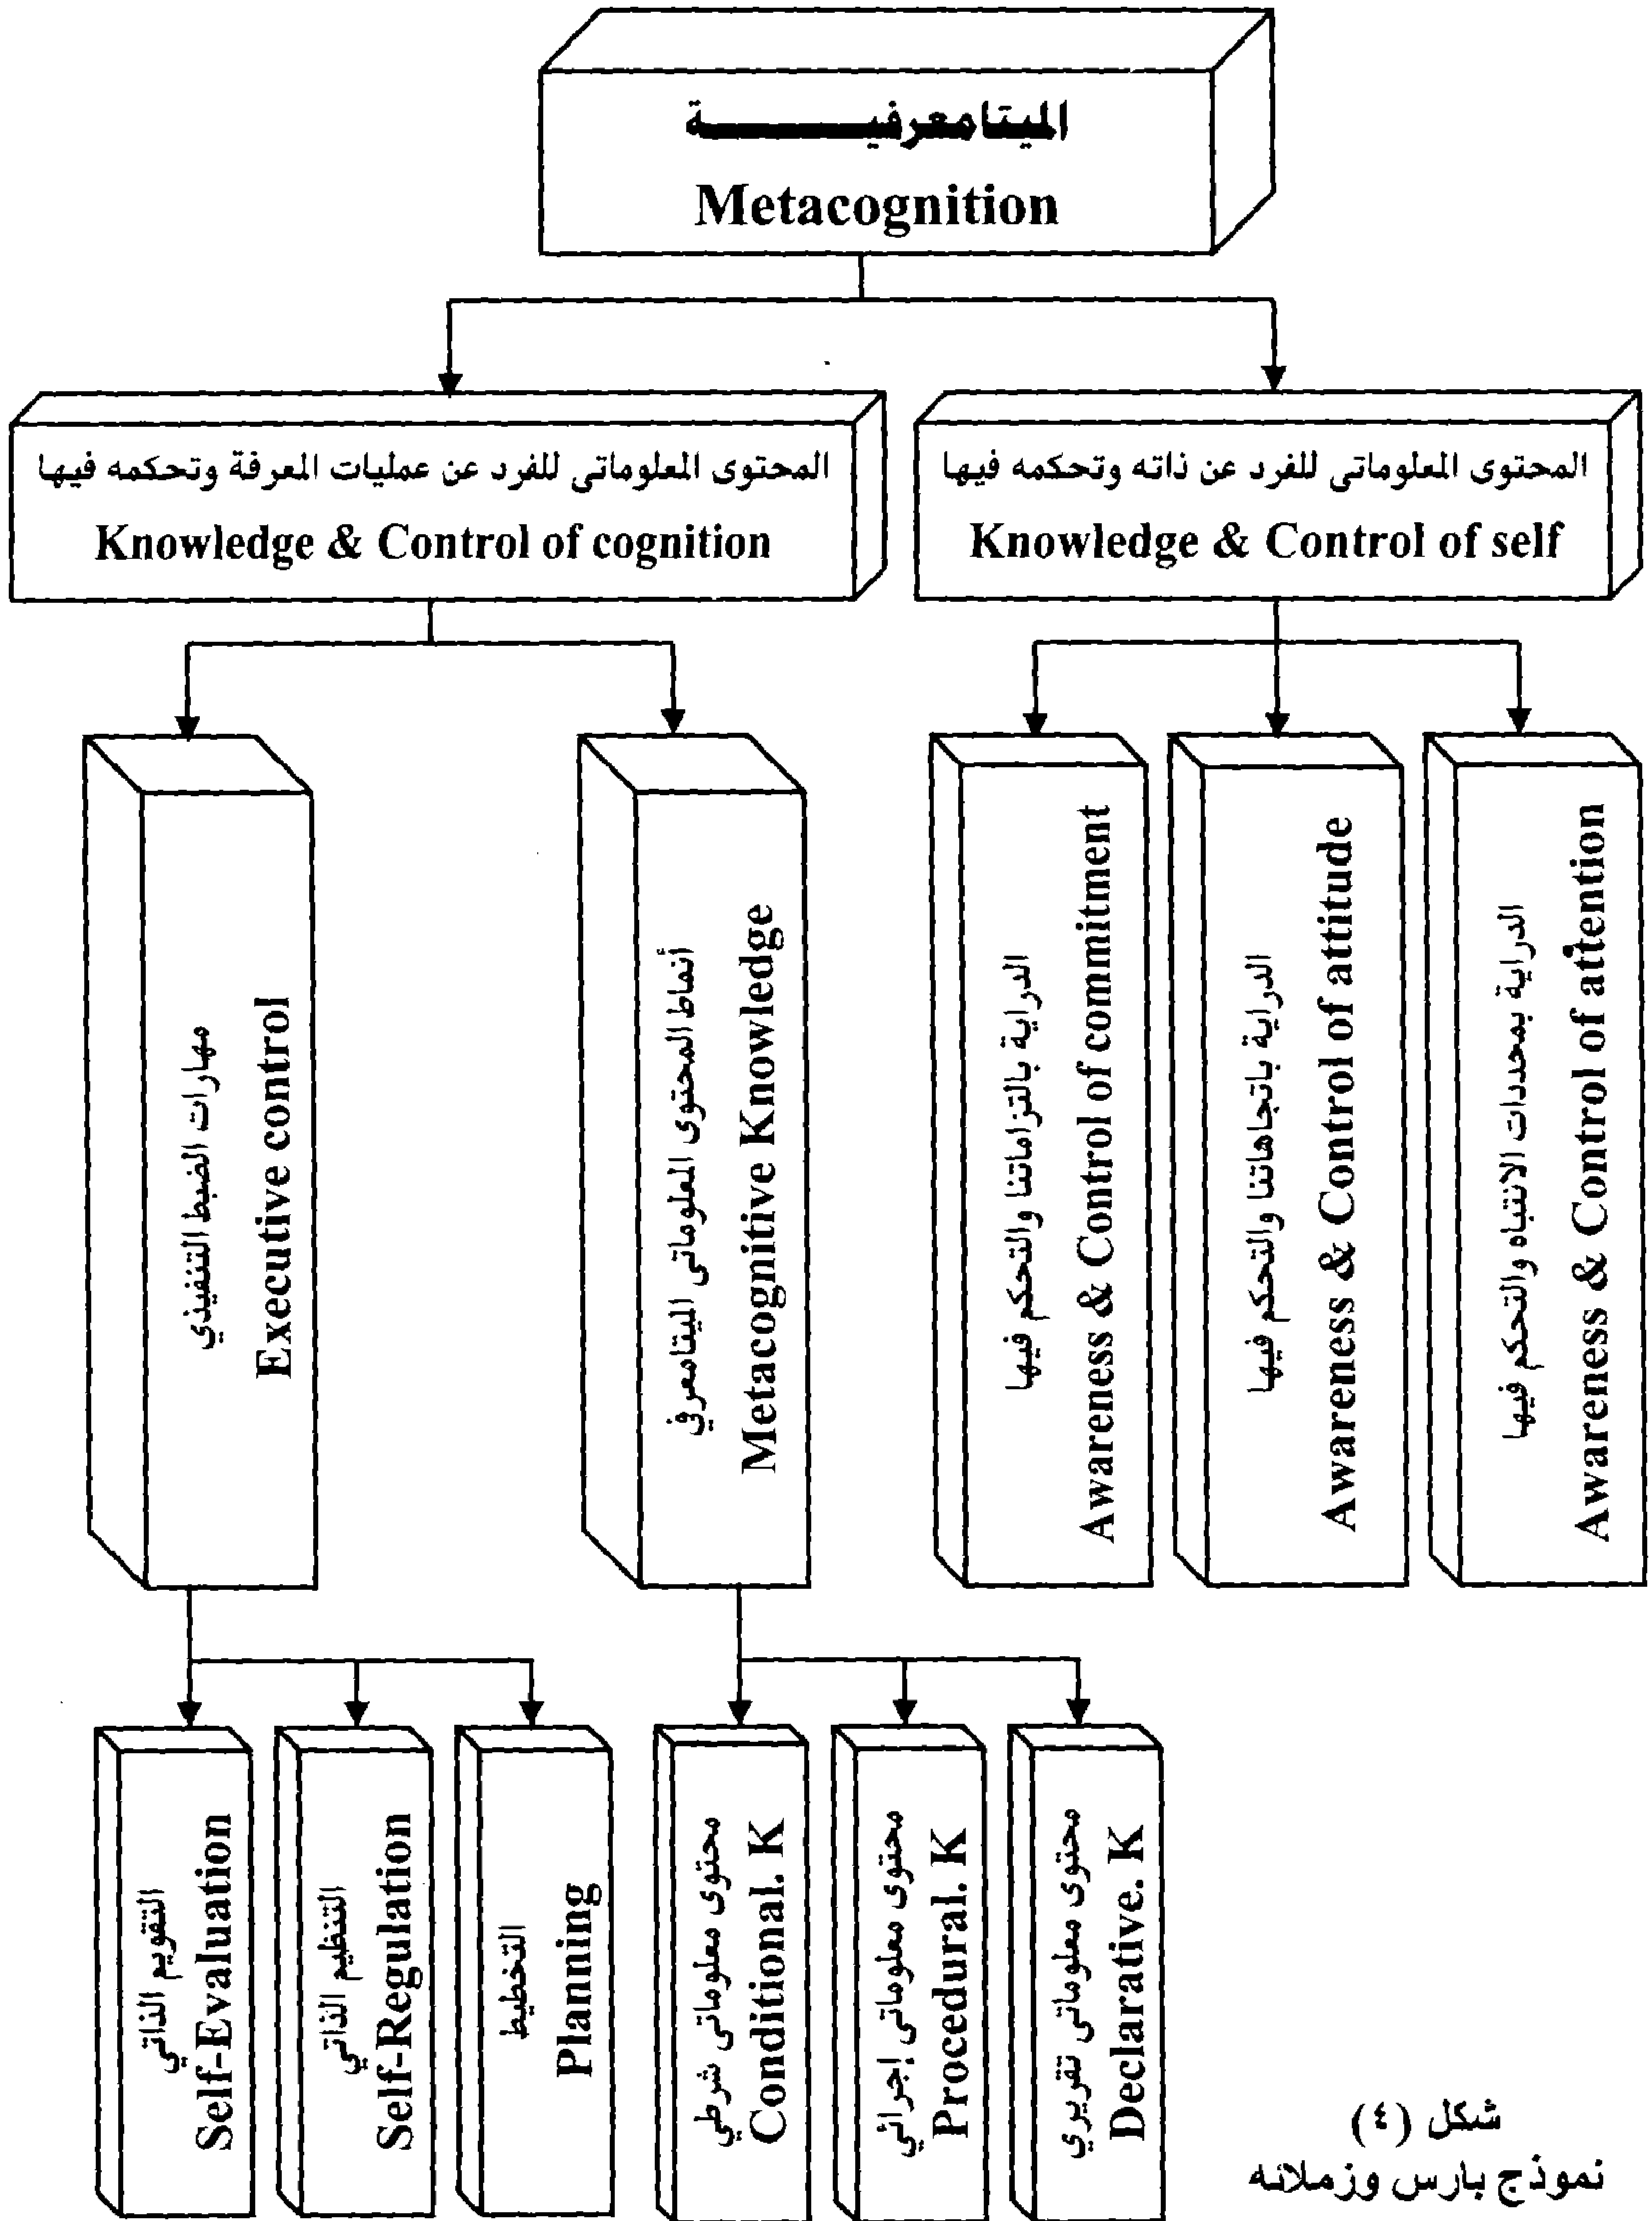 الميتامعرفيـــــــــة
Metacognition
المحتوى المعلوماتى للفرد عن ذاته وتحكمه فيها
Knowledge & Control of self
المحتوى المعلوماتى للفرد عن عمليات المعرفة وتحكمه فيها
Knowledge & Control of cognition
الدراية بمحددات الانتباه والتحكم فيها
Awareness & Control of attention
الدراية باتجاهاتنا والتحكم فيها
Awareness & Control of attitude
الدراية بالتزاماتنا والتحكم فيها
Awareness & Control of commitment
أنماط المحتوى المعلوماتى الميتامعرفي
Metacognitive Knowledge
مهارات الضبط التنفيذي
Executive control
محتوى معلوماتى تقريري
Declarative. K
محتوى معلوماتى إجرائي
Procedural. K
محتوى معلوماتى شرطي
Conditional. K
التخطيط
Planning
التنظيم الذاتي
Self-Regulation
التقويم الذاتي
Self-Evaluation
شكل (٤)
نموذج بارس وزملائه